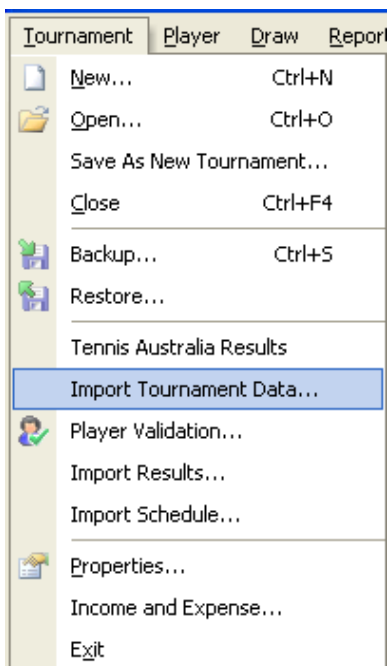 Tournament Player Draw Report
New... Ctrl+N
Open... Ctrl+O
Save As New Tournament...
Close Ctrl+F4
Backup... Ctrl+S
Restore...
Tennis Australia Results
Import Tournament Data...
Player Validation...
Import Results...
Import Schedule...
Properties...
Income and Expense...
Exit